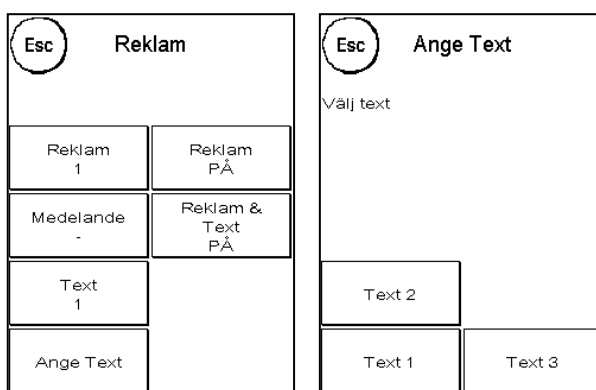 Esc Reklam
Reklam
1
Reklam
PÅ
Medelande
-
Reklam &
Text
PÅ
Text
1
Ange Text
Esc Ange Text
Välj text
Text 2
Text 1
Text 3